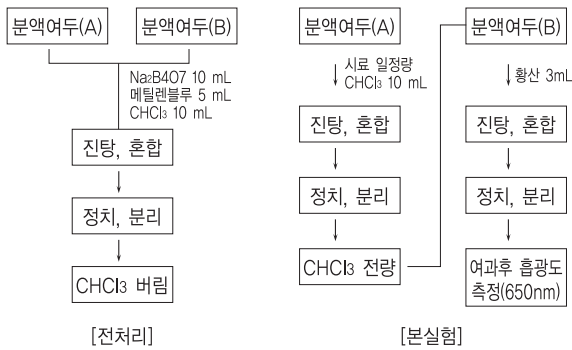 분액여두(A)
분액여두(B)
Na2B4O7 10 mL
메틸렌블루 5 mL
CHCl3 10 mL
진탕, 혼합
정치, 분리
CHCl3 버림
[전처리]
분액여두(A)
시료 일정량
CHCl3 10 mL
진탕, 혼합
정치, 분리
CHCl3 전량
분액여두(B)
황산 3mL
진탕, 혼합
정치, 분리
여과후 흡광도
측정(650nm)
[본실험]